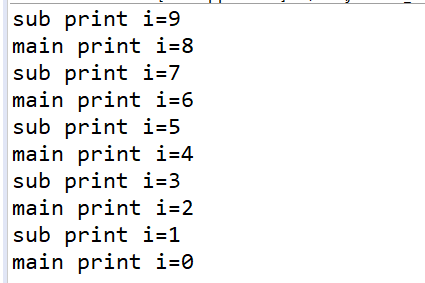 sub print i=9
main print i=8
sub print i=7
main print i=6
sub print i=5
main print i=4
sub print i=3
main print i=2
sub print i=1
main print i=0